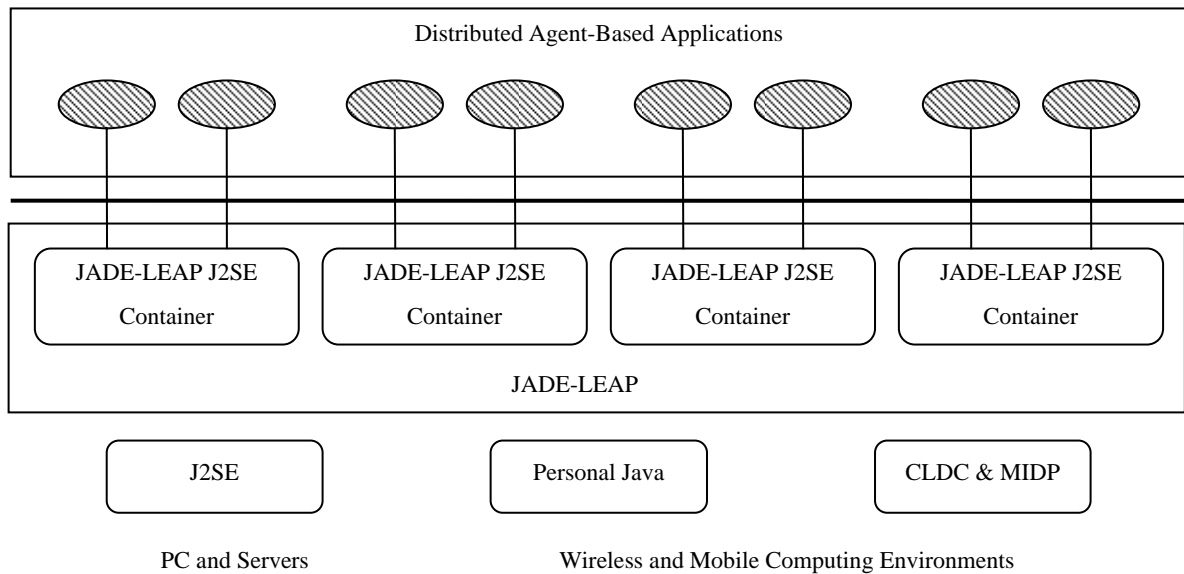 Distributed Agent-Based Applications
JADE-LEAP J2SE
Container
JADE-LEAP J2SE
Container
JADE-LEAP J2SE
Container
JADE-LEAP J2SE
Container
JADE-LEAP
J2SE
Personal Java
CLDC & MIDP
PC and Servers
Wireless and Mobile Computing Environments